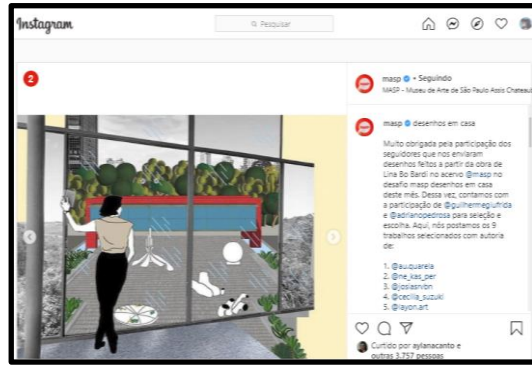 Instagram
Pesquisar
2
masp • Seguindo
MASP - Museu de Arte de São Paulo Assis Chateau
masp desenhos em casa
Muito obrigada pela participação dos
seguidores que nos enviaram
desenhos feitos a partir da obra de
Lina Bo Bardi no acervo @masp no
desafio masp desenhos em casa
deste mês. Dessa vez, contamos com
a participação de @guilhermegiufrida
e @adrianopedrosa para seleção e
escolha. Aqui, nós postamos os 9
trabalhos selecionados com autoria
de:
1. @au.quarela
2. @ne_kas_per
3. @josiasnvbn
4. @cecilia_suzuki
5. @layon.art
Curtido por aylanacanto e
outras 3.757 pessoas